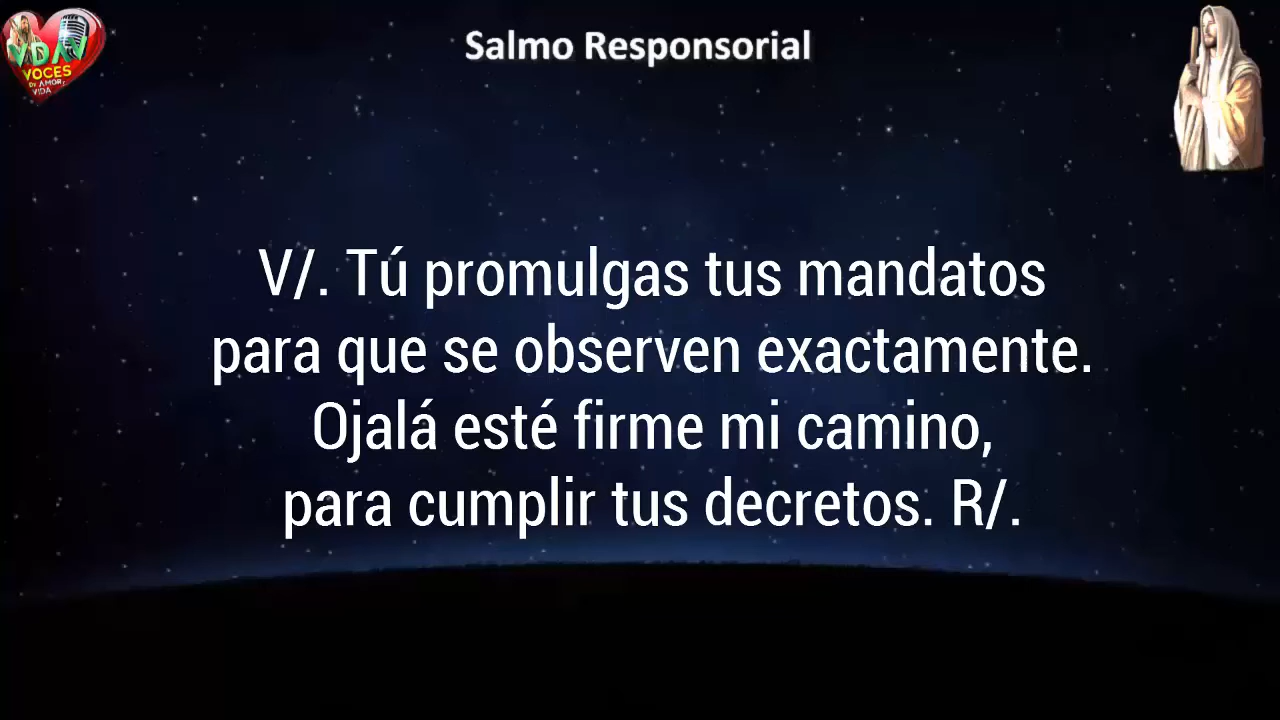 Salmo Responsorial
VDAV
VOCES
DE AMOR Y
VIDA
V/. Tú promulgas tus mandatos
para que se observen exactamente.
Ojalá esté firme mi camino,
para cumplir tus decretos. R/.